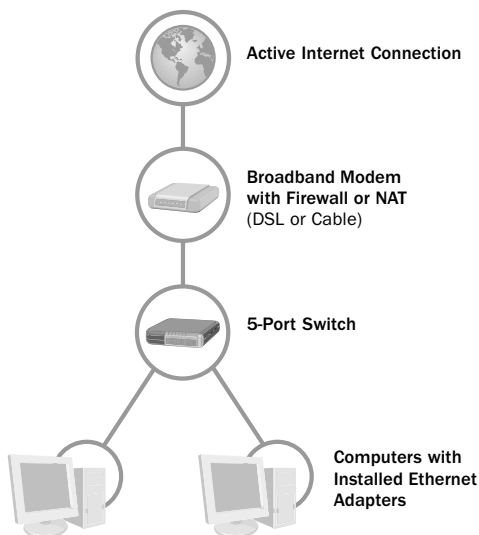 Active Internet Connection
Broadband Modem
with Firewall or NAT
(DSL or Cable)
5-Port Switch
Computers with
Installed Ethernet
Adapters